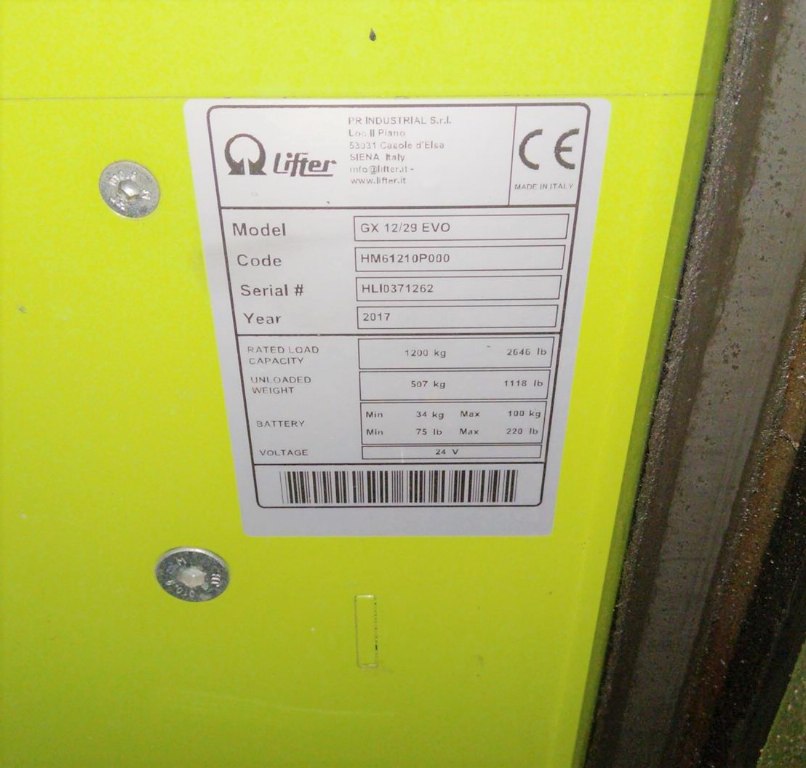 Lifter
PR INDUSTRIAL S.r.l.
Loc Il Piano
53031 Casole d'Elsa
SIENA Italy
info@lifter.it -
www.lifter.it
CE
MADE IN ITALY
Model GX 12/29 EVO
Code HM61210P000
Serial # HLI0371262
Year 2017
RATED LOAD CAPACITY 1200 kg 2646 lb
UNLOADED WEIGHT 507 kg 1118 lb
BATTERY Min 34 kg Max 100 kg
Min 75 lb Max 220 lb
VOLTAGE 24 V